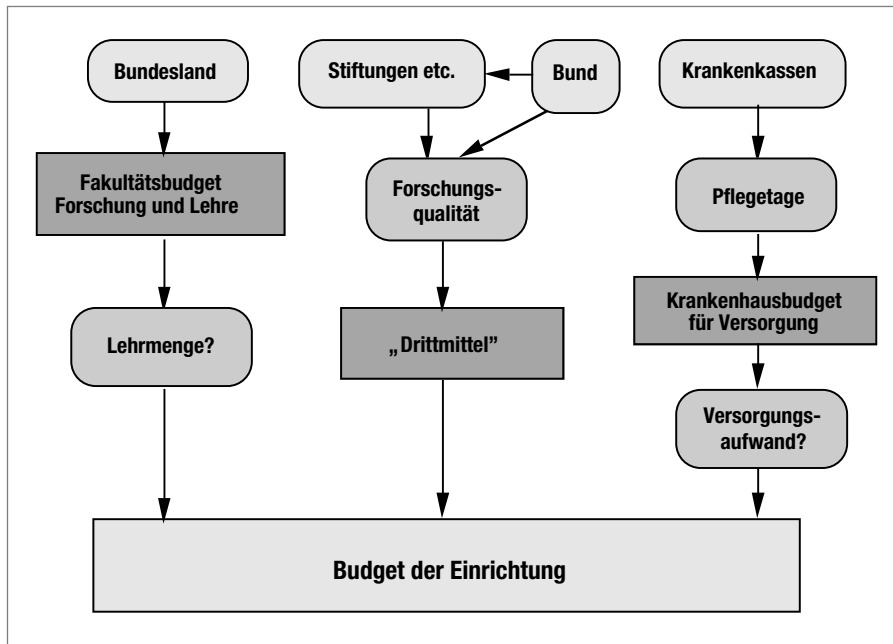 Bundesland
Stiftungen etc.
Bund
Krankenkassen
Fakultätsbudget
Forschung und Lehre
Forschungs-
qualität
Pflegetage
Lehrmenge?
„Drittmittel”
Krankenhausbudget
für Versorgung
Versorgungs-
aufwand?
Budget der Einrichtung